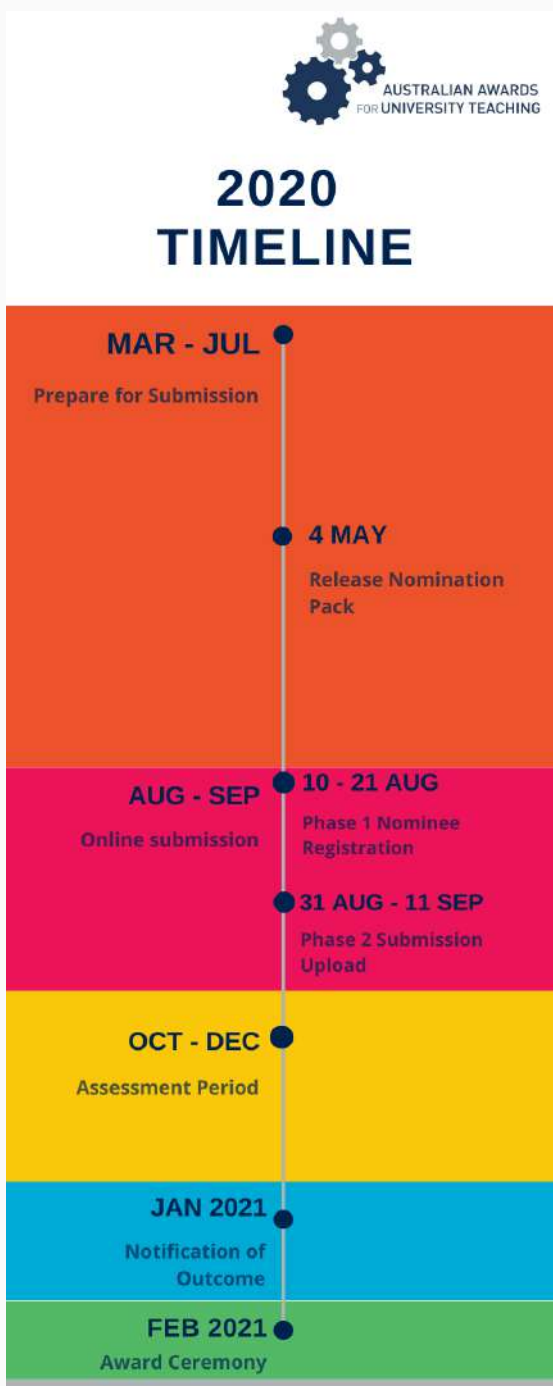 AUSTRALIAN AWARDS
FOR UNIVERSITY TEACHING
2020
TIMELINE
MAR - JUL
Prepare for Submission
4 MAY
Release Nomination
Pack
AUG - SEP
Online submission
10 - 21 AUG
Phase 1 Nominee
Registration
31 AUG - 11 SEP
Phase 2 Submission
Upload
OCT - DEC
Assessment Period
JAN 2021
Notification of
Outcome
FEB 2021
Award Ceremony